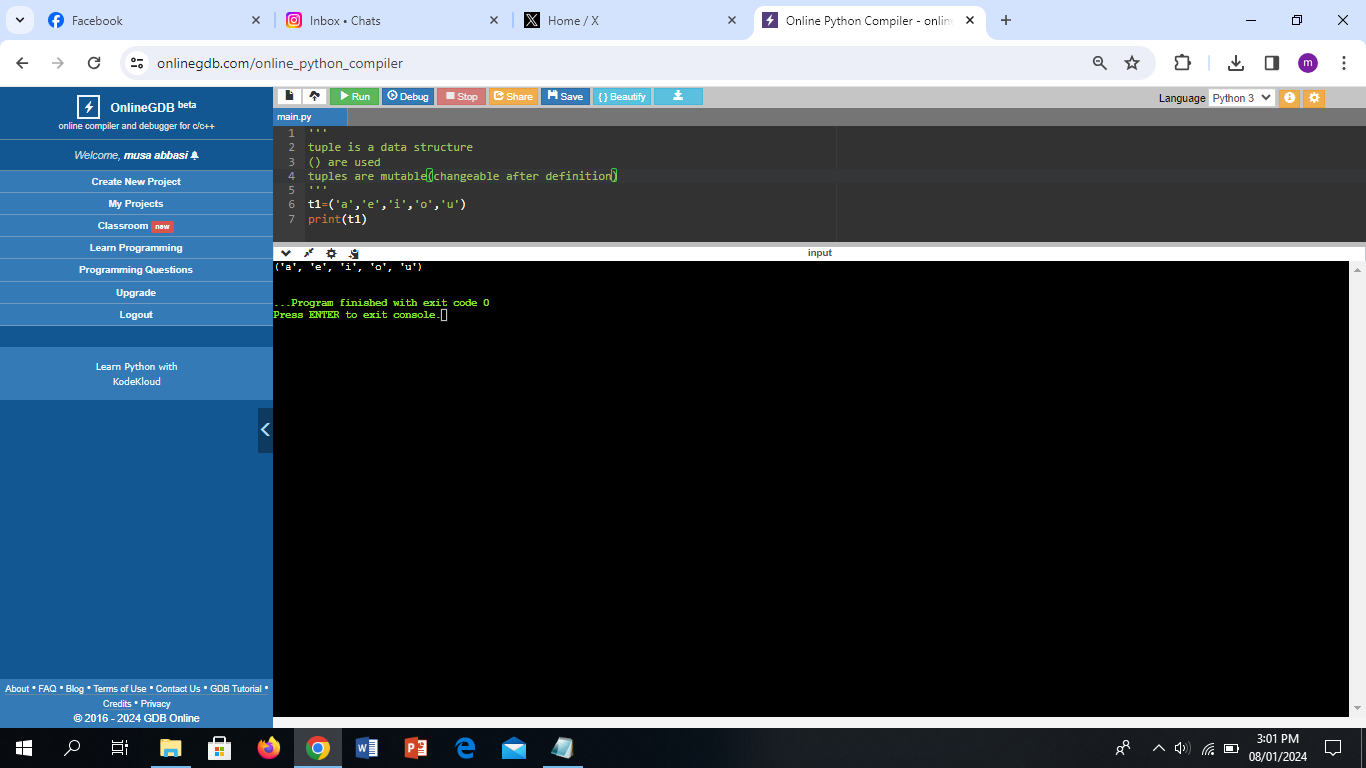 Facebook
Inbox • Chats
Home / X
Online Python Compiler - onlin
onlinegdb.com/online_python_compiler
m
OnlineGDB beta
online compiler and debugger for c/c++
Welcome, musa abbasi
Create New Project
My Projects
Classroom new
Learn Programming
Programming Questions
Upgrade
Logout
Learn Python with
KodeKloud
About • FAQ • Blog • Terms of Use • Contact Us • GDB Tutorial •
Credits • Privacy
© 2016 - 2024 GDB Online
Run Debug Stop Share Save { } Beautify
Language Python 3
main.py
1 '''
2 tuple is a data structure
3 () are used
4 tuples are mutable(changeable after definition)
5 '''
6 t1=('a','e','i','o','u')
7 print(t1)
input
('a', 'e', 'i', 'o', 'u')
...Program finished with exit code 0
Press ENTER to exit console.
3:01 PM
08/01/2024